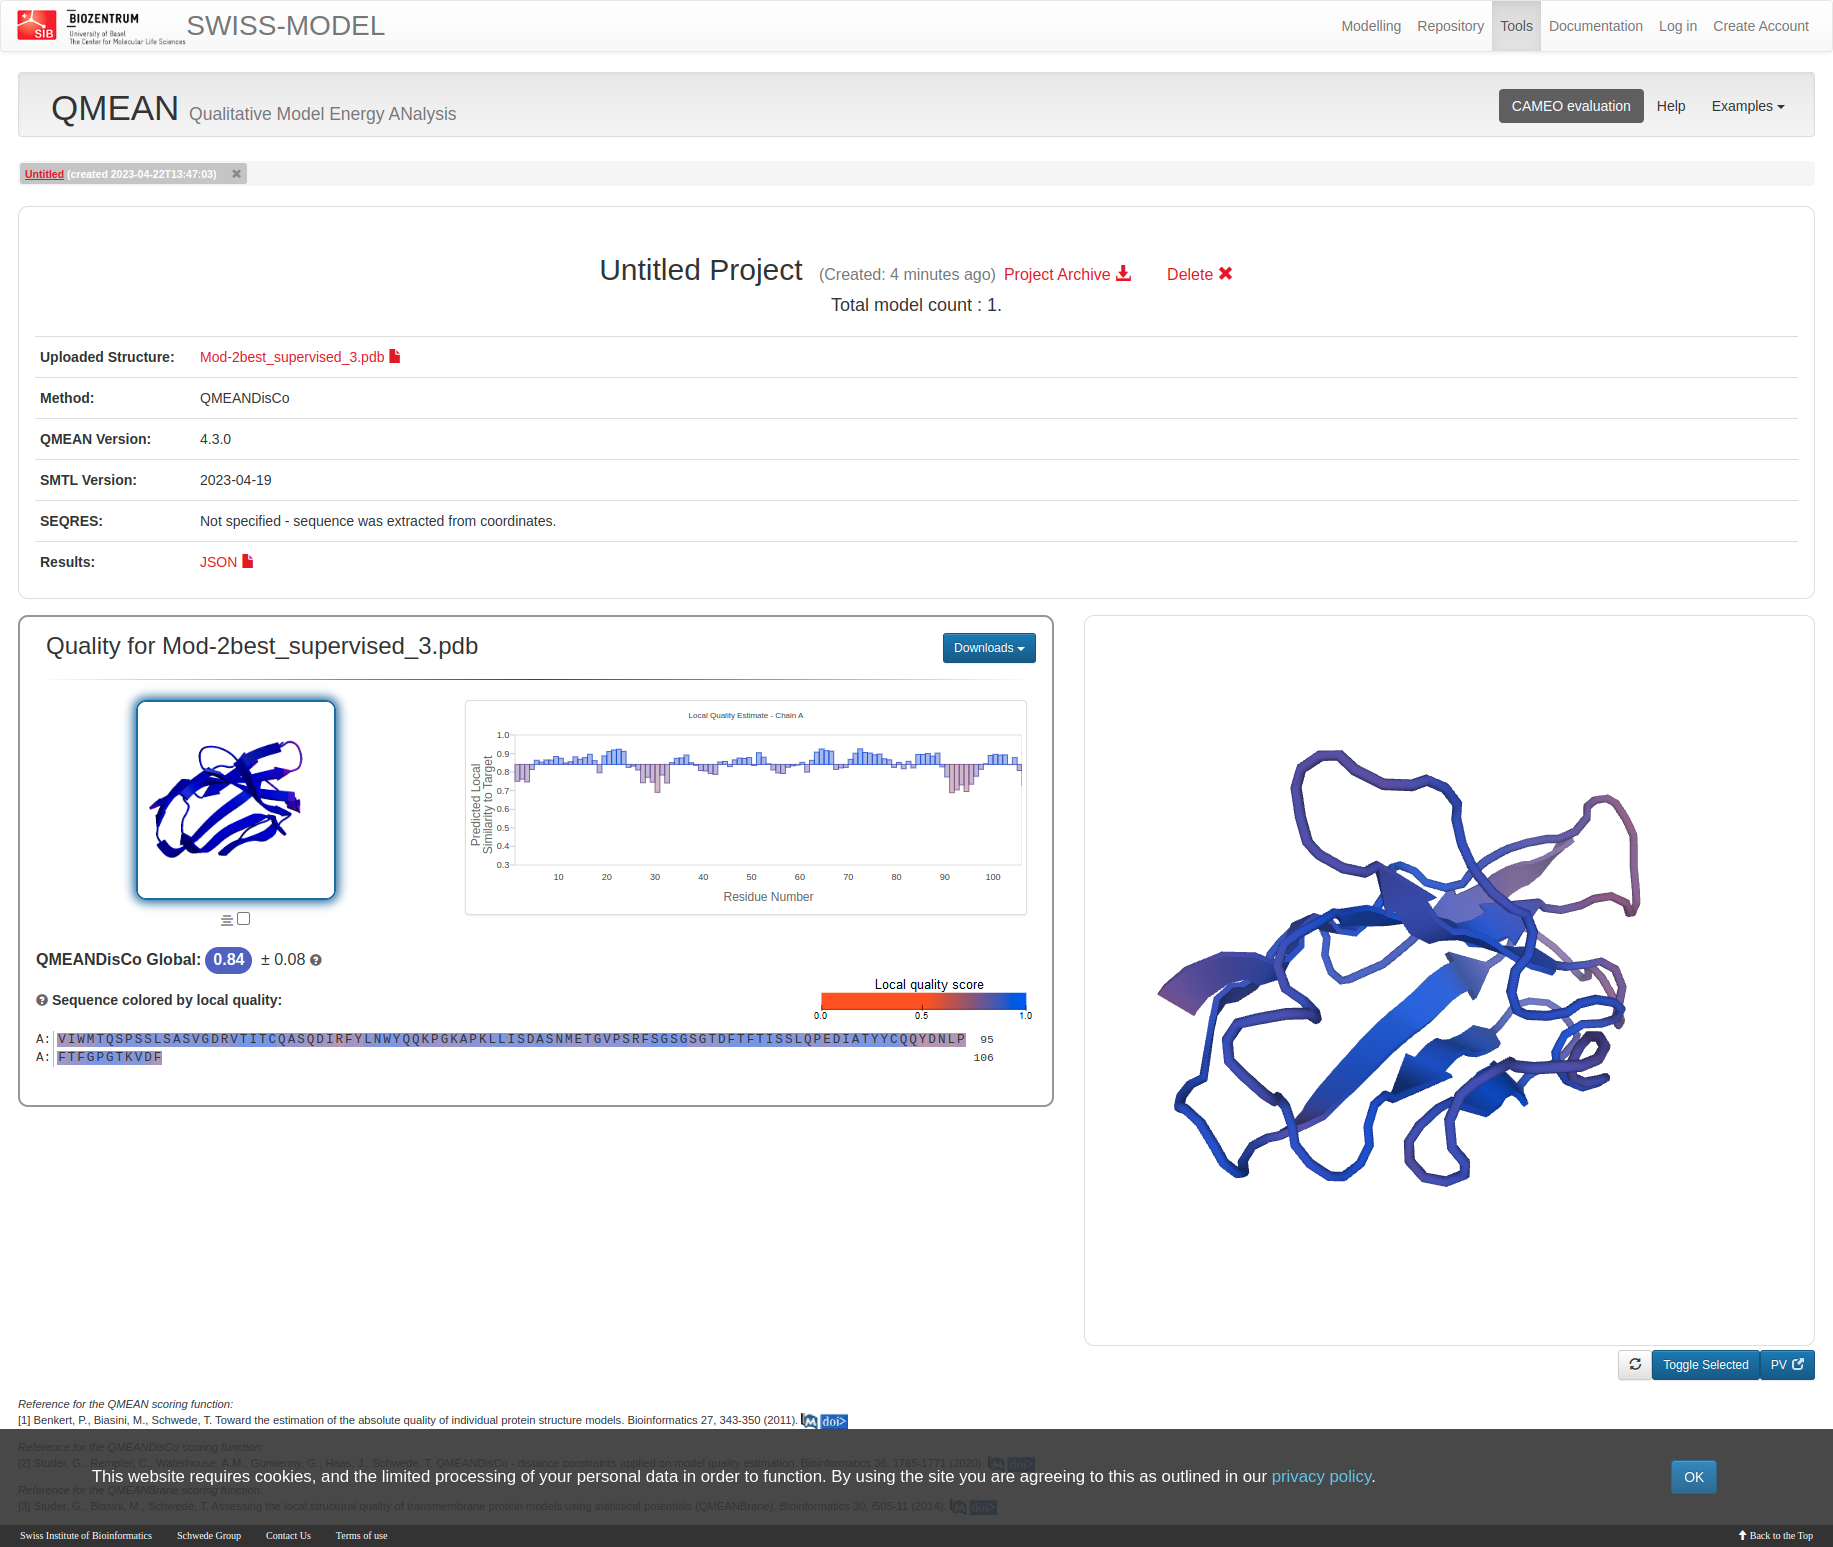 SIB
BIOZENTRUM
University of Basel
The Center for Molecular Life Sciences
SWISS-MODEL
Modelling Repository Tools Documentation Log in Create Account
QMEAN Qualitative Model Energy ANalysis
CAMEO evaluation Help Examples
Untitled (created 2023-04-22T13:47:03) ✖
Untitled Project (Created: 4 minutes ago) Project Archive Delete ✖
Total model count : 1.
Uploaded Structure: Mod-2best_supervised_3.pdb
Method: QMEANDisCo
QMEAN Version: 4.3.0
SMTL Version: 2023-04-19
SEQRES: Not specified - sequence was extracted from coordinates.
Results: JSON
Quality for Mod-2best_supervised_3.pdb
Downloads
Local Quality Estimate - Chain A
Predicted Local
Similarity to Target
1.0
0.9
0.8
0.7
0.6
0.5
0.4
0.3
10 20 30 40 50 60 70 80 90 100
Residue Number
QMEANDisCo Global: 0.84 ± 0.08 ?
? Sequence colored by local quality:
Local quality score
0.0 0.5 1.0
A: VIWMTQSPSSLSASVGDRVTITCQASQDIRFYLNWYQQKPGKAPKLLISDASNMETGVPSRFSGSGSGTDFTFTISSLQPEDIATYYCQQYDNLP 95
A: FTFGPGTKVDF 106
Toggle Selected PV
Reference for the QMEAN scoring function:
[1] Benkert, P., Biasini, M., Schwede, T. Toward the estimation of the absolute quality of individual protein structure models. Bioinformatics 27, 343-350 (2011). M doi>
Reference for the QMEANDisCo scoring function:
[2] Studer, G., Rempfer, C., Waterhouse, A.M., Gumienny, G., Haas, J., Schwede, T. QMEANDisCo - distance constraints applied on model quality estimation. Bioinformatics 36, 1765-1771 (2020). M doi>
This website requires cookies, and the limited processing of your personal data in order to function. By using the site you are agreeing to this as outlined in our privacy policy.
OK
Reference for the QMEANBrane scoring function:
[3] Studer, G., Biasini, M., Schwede, T. Assessing the local structural quality of transmembrane protein models using statistical potentials (QMEANBrane). Bioinformatics 30, i505-11 (2014). M doi>
Swiss Institute of Bioinformatics Schwede Group Contact Us Terms of use
Back to the Top